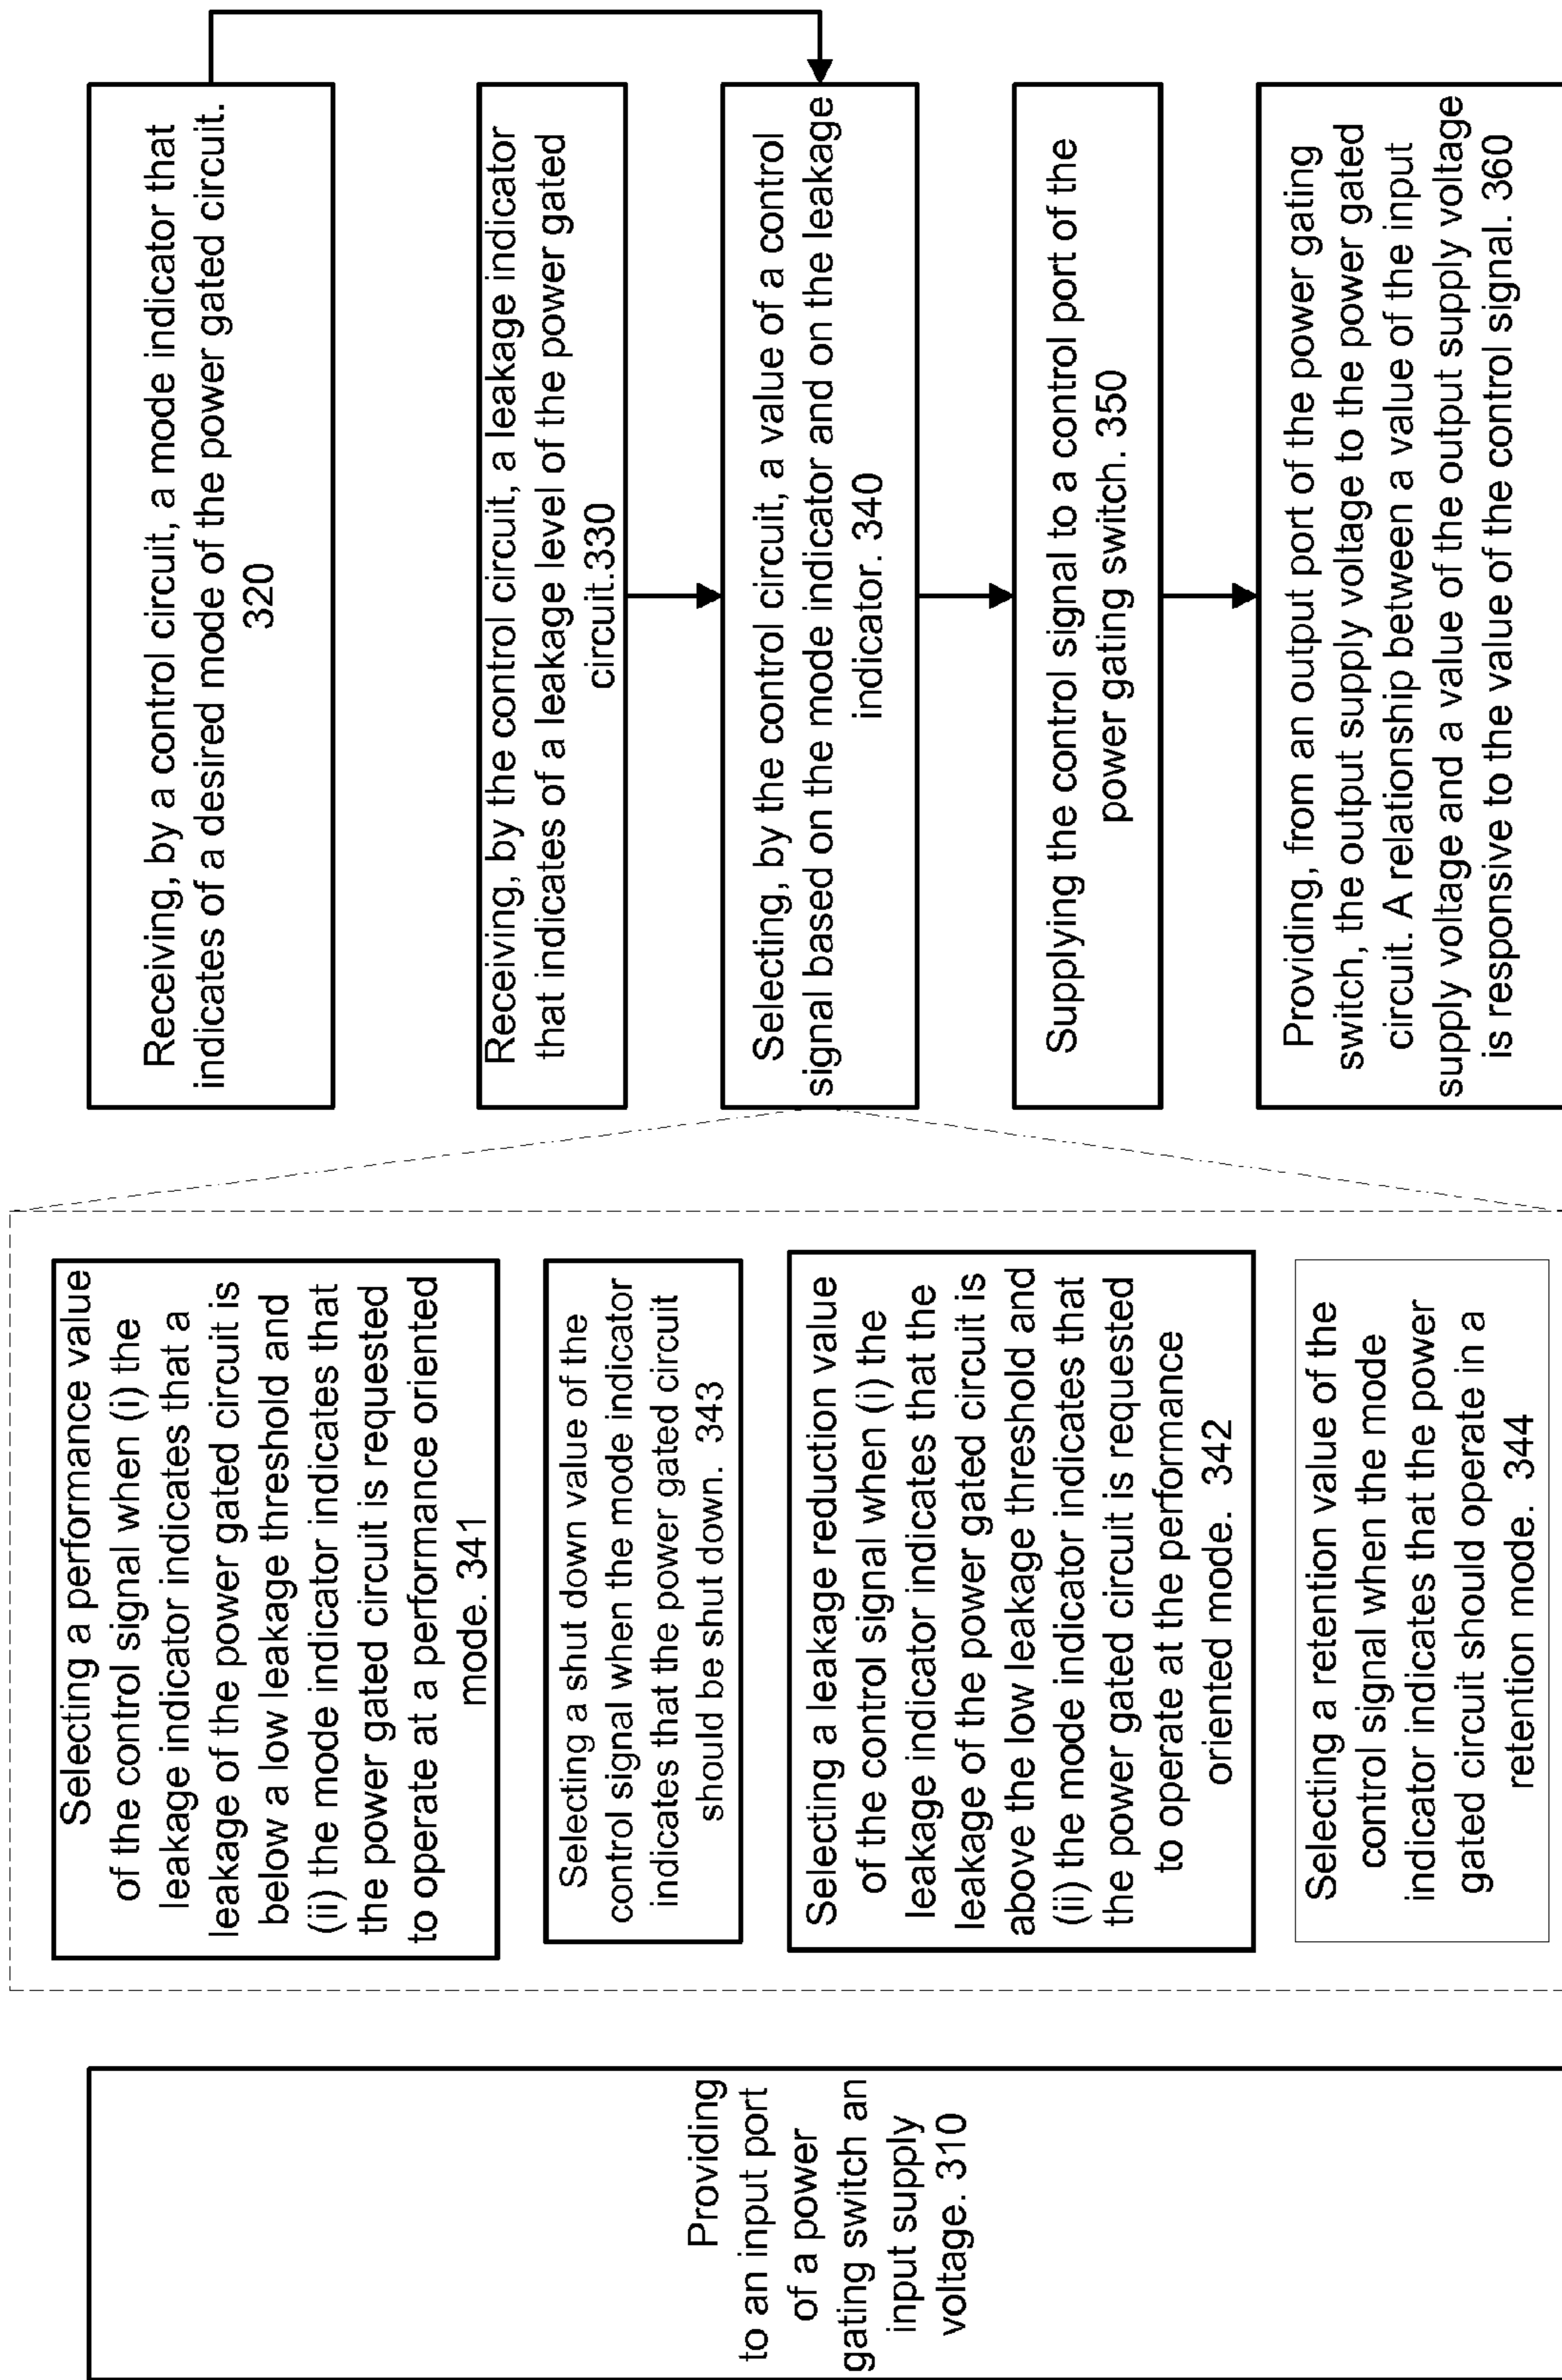 Receiving, by a control circuit, a mode indicator that
indicates of a desired mode of the power gated circuit.
320
Receiving, by the control circuit, a leakage indicator
that indicates of a leakage level of the power gated
circuit.330
Selecting, by the control circuit, a value of a control
signal based on the mode indicator and on the leakage
indicator. 340
Supplying the control signal to a control port of the
power gating switch. 350
Providing, from an output port of the power gating
switch, the output supply voltage to the power gated
circuit. A relationship between a value of the input
supply voltage and a value of the output supply voltage
is responsive to the value of the control signal. 360
Selecting a performance value
of the control signal when (i) the
leakage indicator indicates that a
leakage of the power gated circuit is
below a low leakage threshold and
(ii) the mode indicator indicates that
the power gated circuit is requested
to operate at a performance oriented
mode. 341
Selecting a shut down value of the
control signal when the mode indicator
indicates that the power gated circuit
should be shut down. 343
Selecting a leakage reduction value
of the control signal when (i) the
leakage indicator indicates that the
leakage of the power gated circuit is
above the low leakage threshold and
(ii) the mode indicator indicates that
the power gated circuit is requested
to operate at the performance
oriented mode. 342
Selecting a retention value of the
control signal when the mode
indicator indicates that the power
gated circuit should operate in a
retention mode. 344
Providing
to an input port
of a power
gating switch an
input supply
voltage. 310